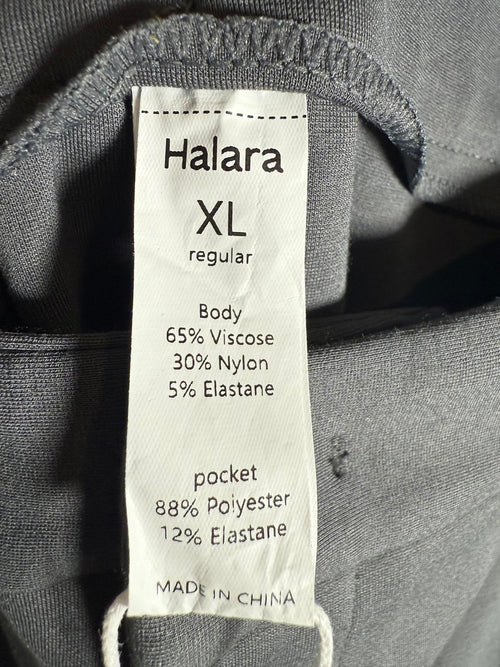 Halara
XL
regular
Body
65% Viscose
30% Nylon
5% Elastane
pocket
88% Polyester
12% Elastane
MADE IN CHINA